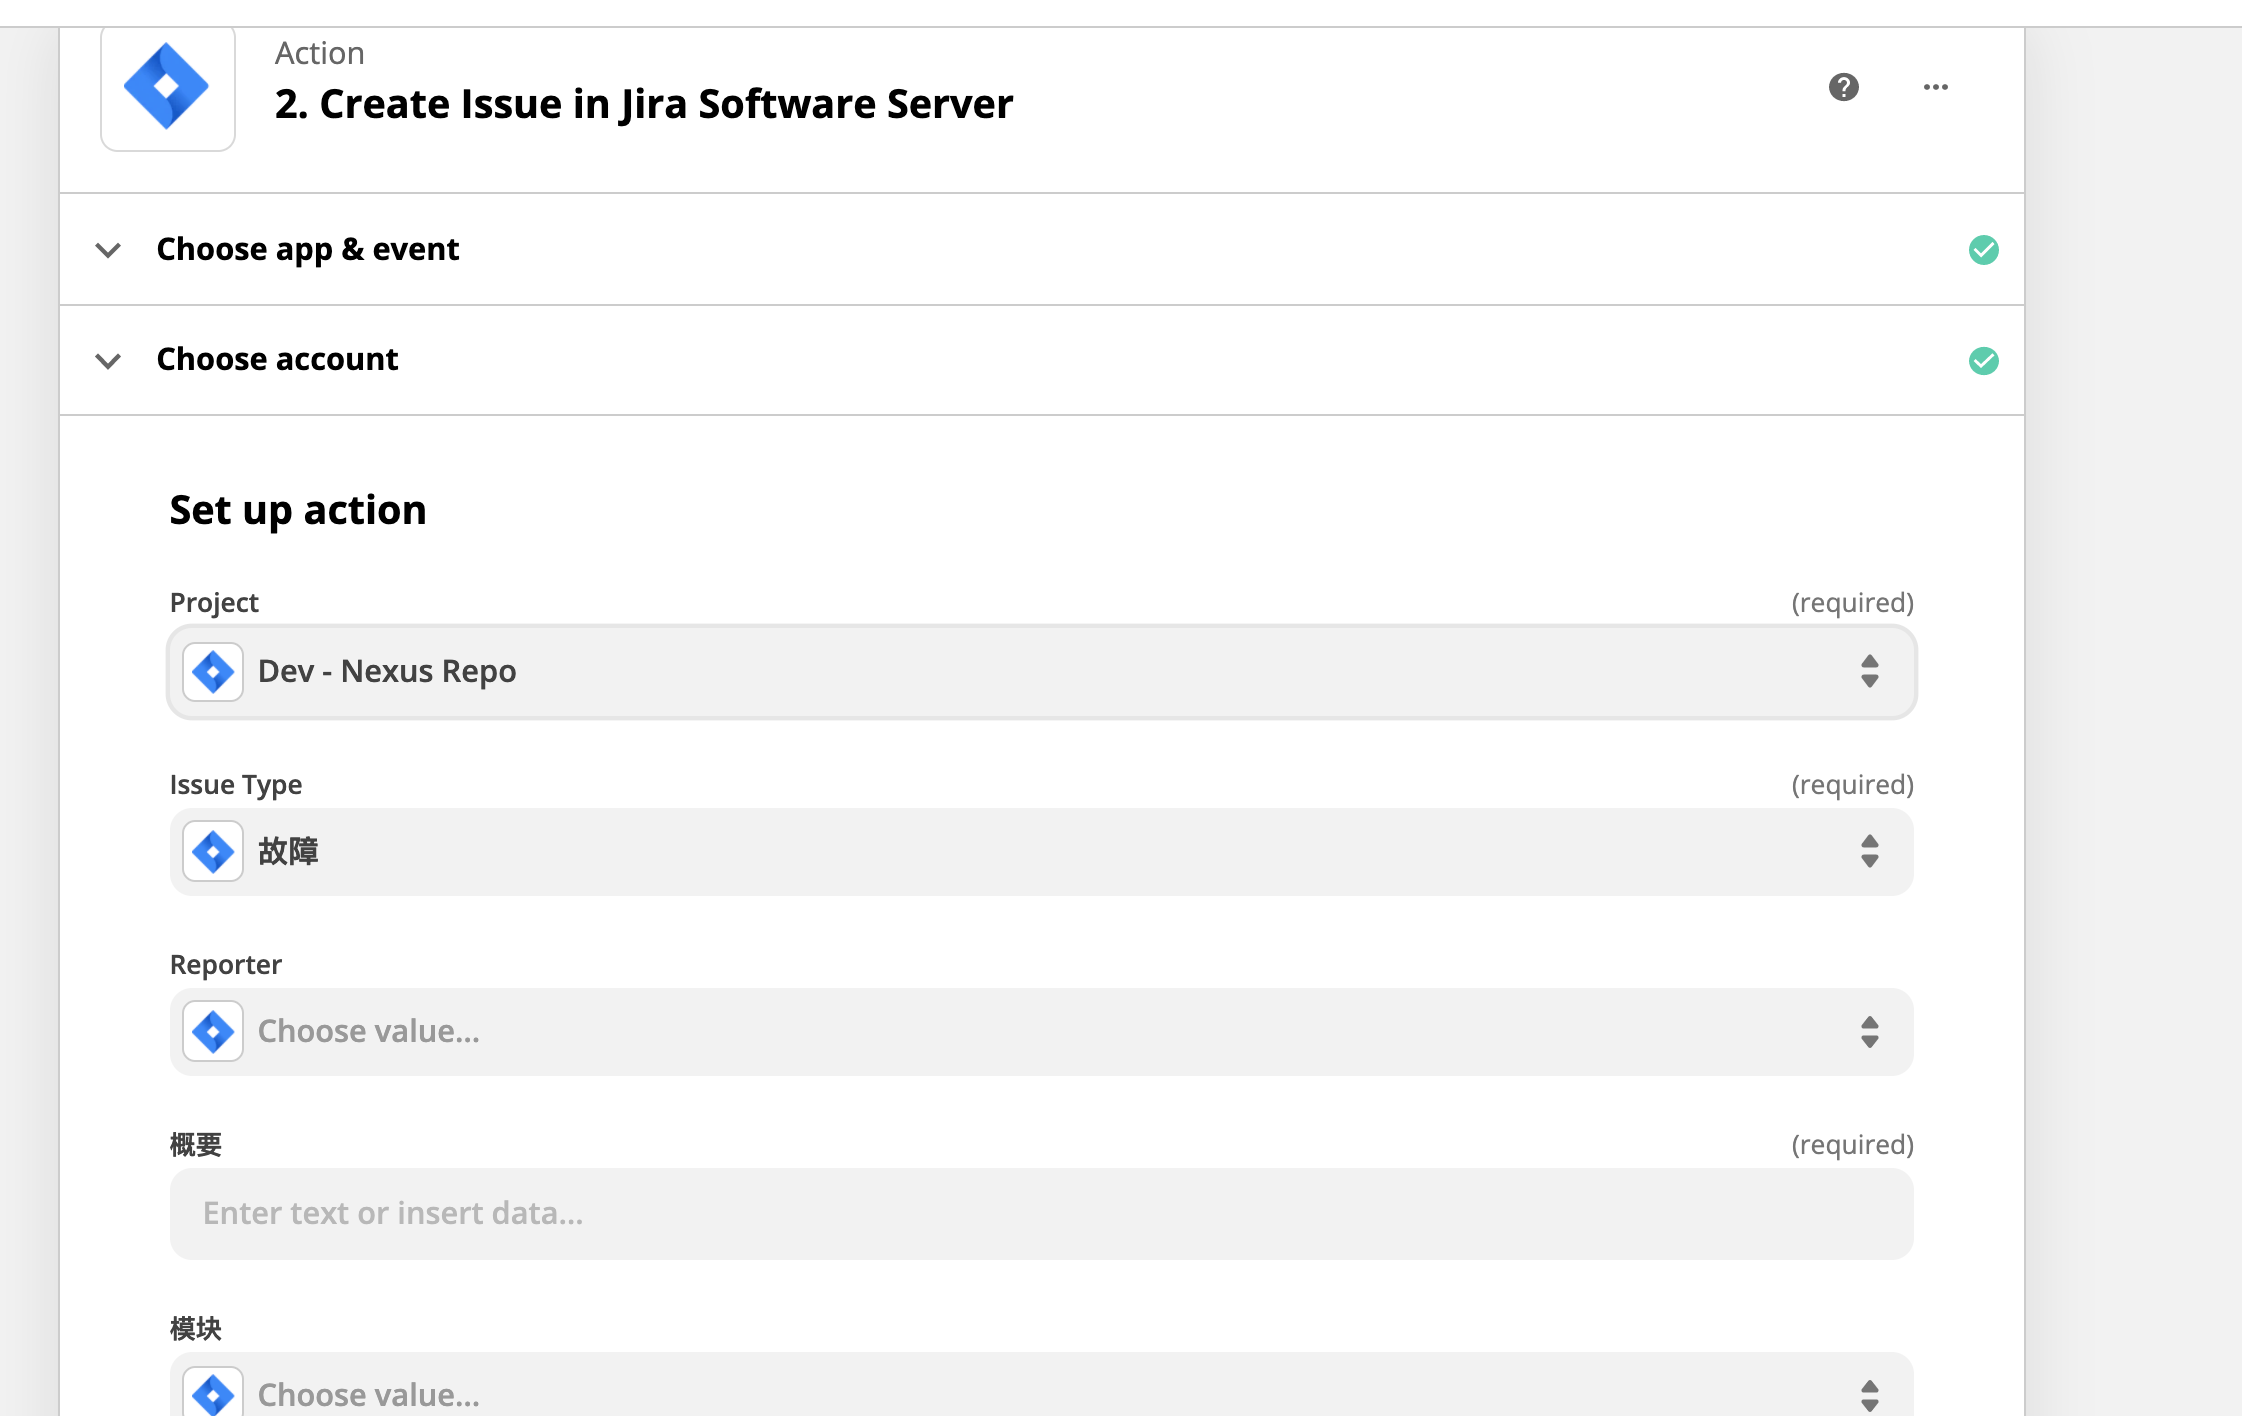 Action
2. Create Issue in Jira Software Server
Choose app & event
Choose account
Set up action
Project (required)
Dev - Nexus Repo
Issue Type (required)
故障
Reporter
Choose value...
概要 (required)
Enter text or insert data...
模块
Choose value...